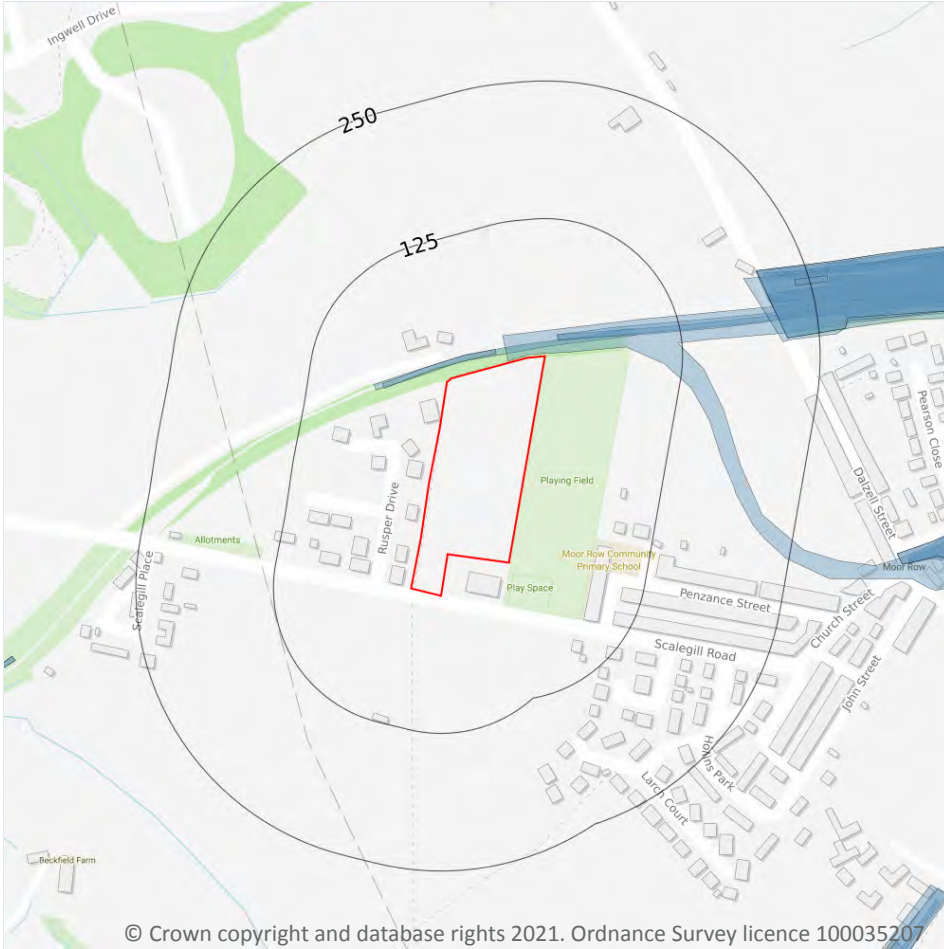 Ingwell Drive
250
125
Pearson Close
Playing Field
Dalzell Street
Rusper Drive
Allotments
Moor Row Community
Primary School
Moor Row
Scalegill Place
Play Space
Penzance Street
Church Street
Scalegill Road
John Street
Hollins Park
Larch Court
Beckfield Farm
© Crown copyright and database rights 2021. Ordnance Survey licence 100035207